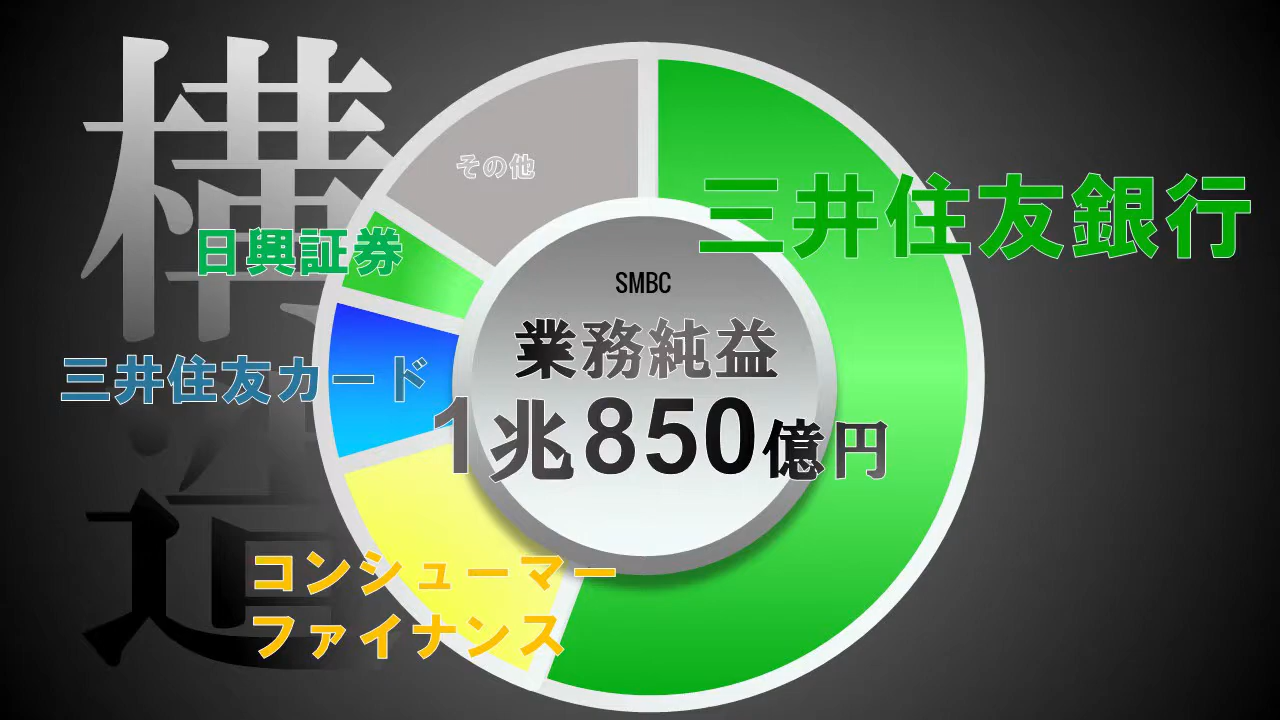 構造
その他
三井住友銀行
日興証券
SMBC
業務純益
三井住友カード
1兆850億円
コンシューマー
ファイナンス